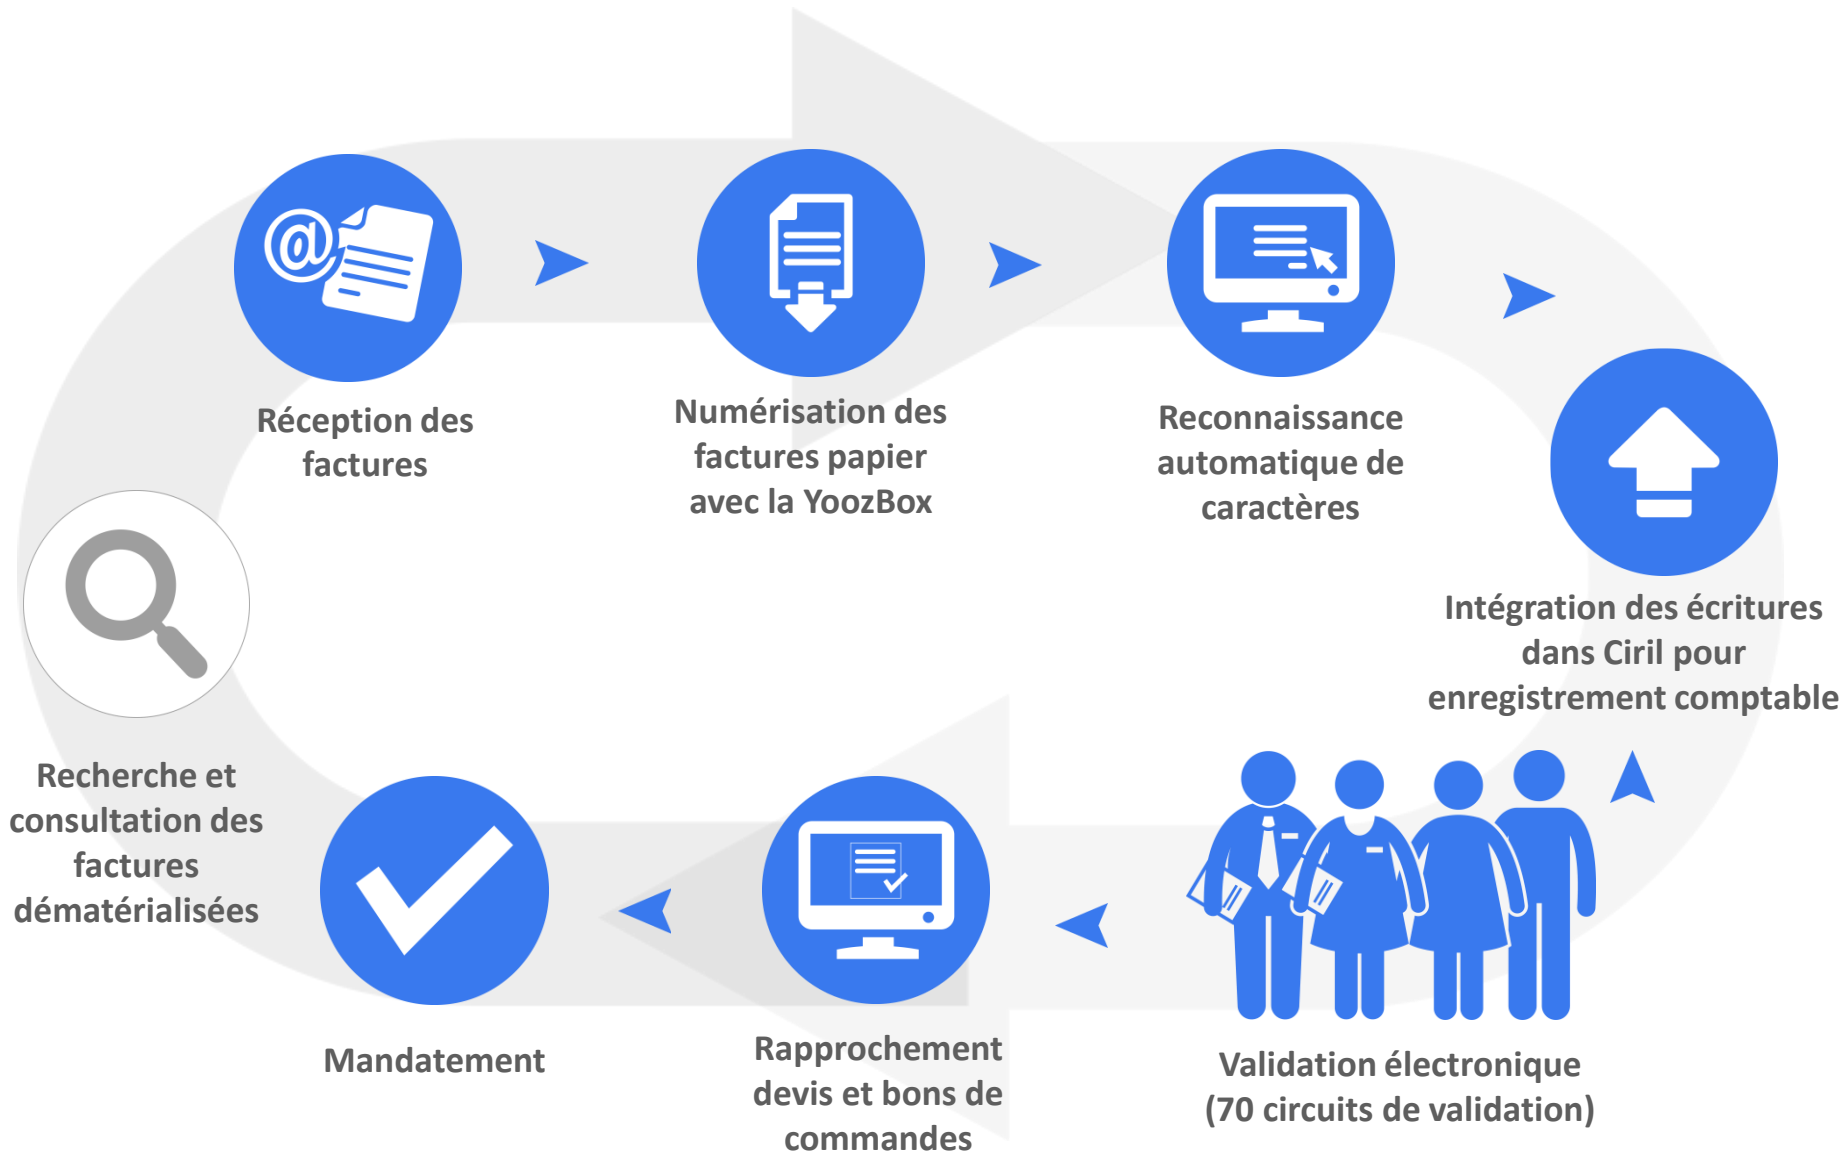 Réception des
factures
Numérisation des
factures papier
avec la YoozBox
Reconnaissance
automatique de
caractères
Intégration des écritures
dans Ciril pour
enregistrement comptable
Validation électronique
(70 circuits de validation)
Rapprochement
devis et bons de
commandes
Mandatement
Recherche et
consultation des
factures
dématérialisées